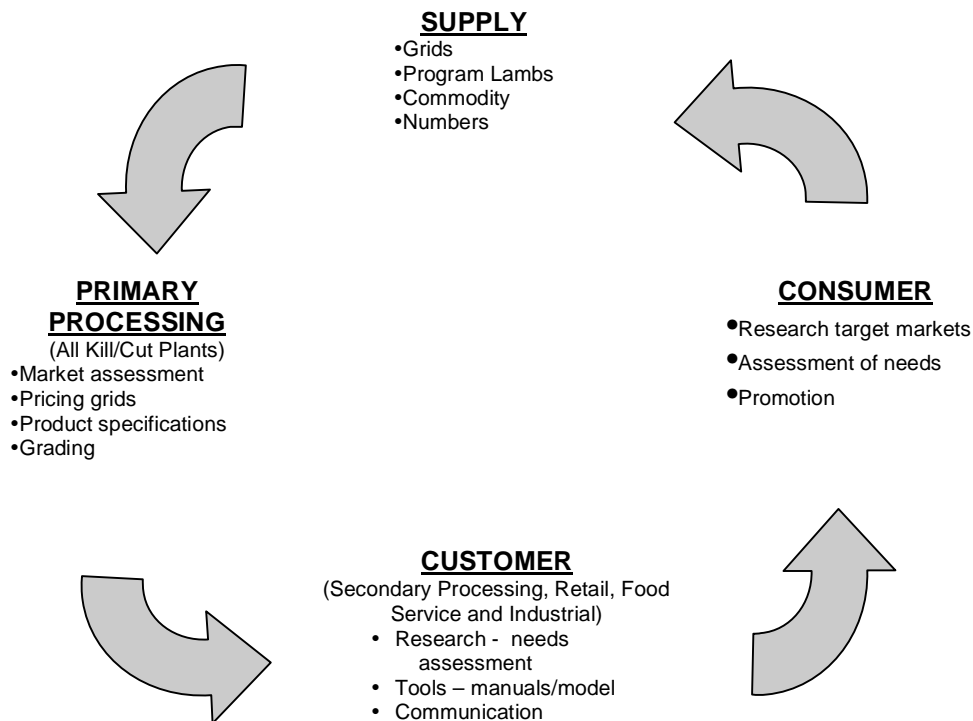 SUPPLY
•Grids
•Program Lambs
•Commodity
•Numbers
PRIMARY
PROCESSING
(All Kill/Cut Plants)
•Market assessment
•Pricing grids
•Product specifications
•Grading
CONSUMER
•Research target markets
•Assessment of needs
•Promotion
CUSTOMER
(Secondary Processing, Retail, Food
Service and Industrial)
• Research - needs
assessment
• Tools – manuals/model
• Communication